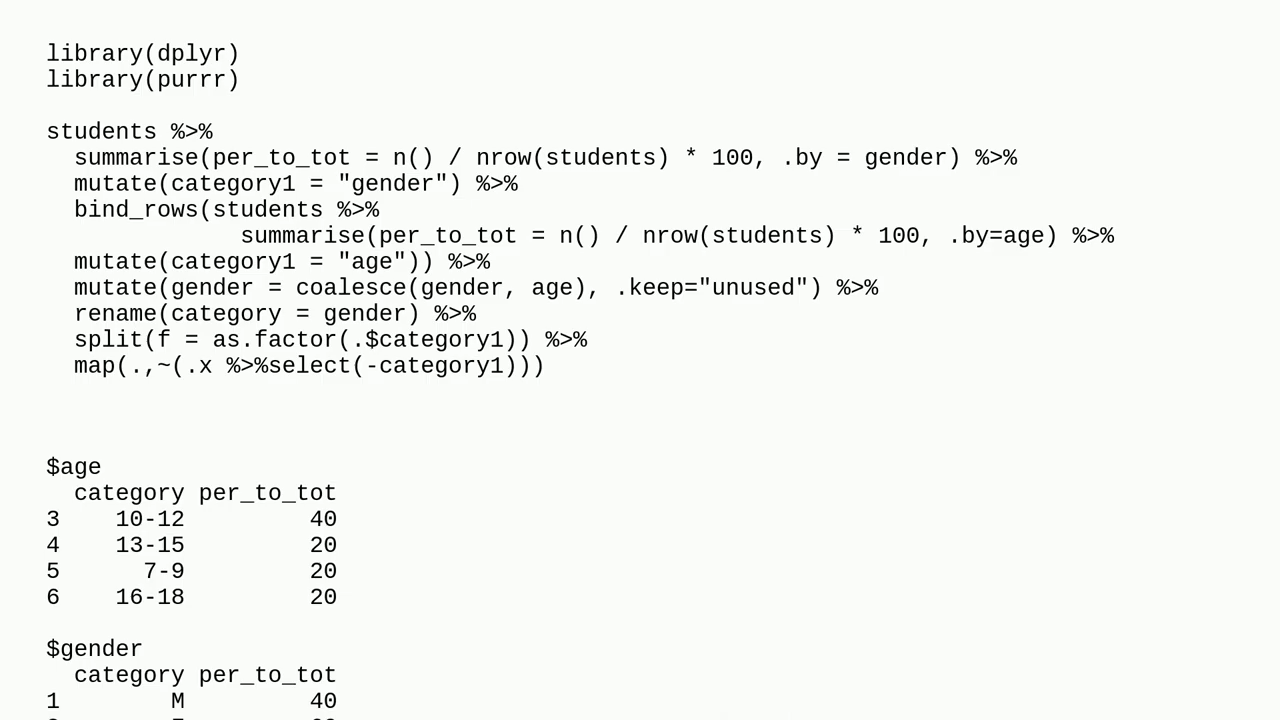 library(dplyr)
library(purrr)
students %>%
  summarise(per_to_tot = n() / nrow(students) * 100, .by = gender) %>%
  mutate(category1 = "gender") %>%
  bind_rows(students %>%
              summarise(per_to_tot = n() / nrow(students) * 100, .by=age) %>%
  mutate(category1 = "age")) %>%
  mutate(gender = coalesce(gender, age), .keep="unused") %>%
  rename(category = gender) %>%
  split(f = as.factor(.$category1)) %>%
  map(.,~(.x %>%select(-category1)))
$age
  category per_to_tot
3    10-12         40
4    13-15         20
5      7-9         20
6    16-18         20
$gender
  category per_to_tot
1        M         40